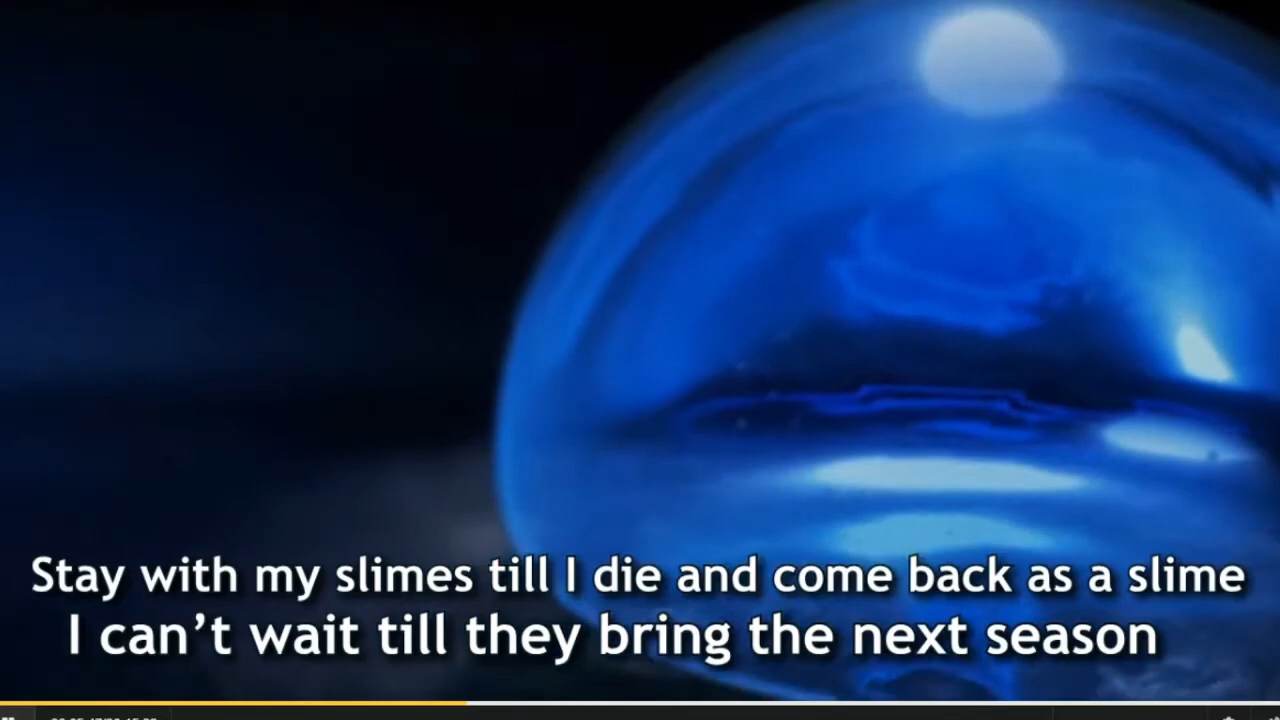 Stay with my slimes till I die and come back as a slime
I can’t wait till they bring the next season